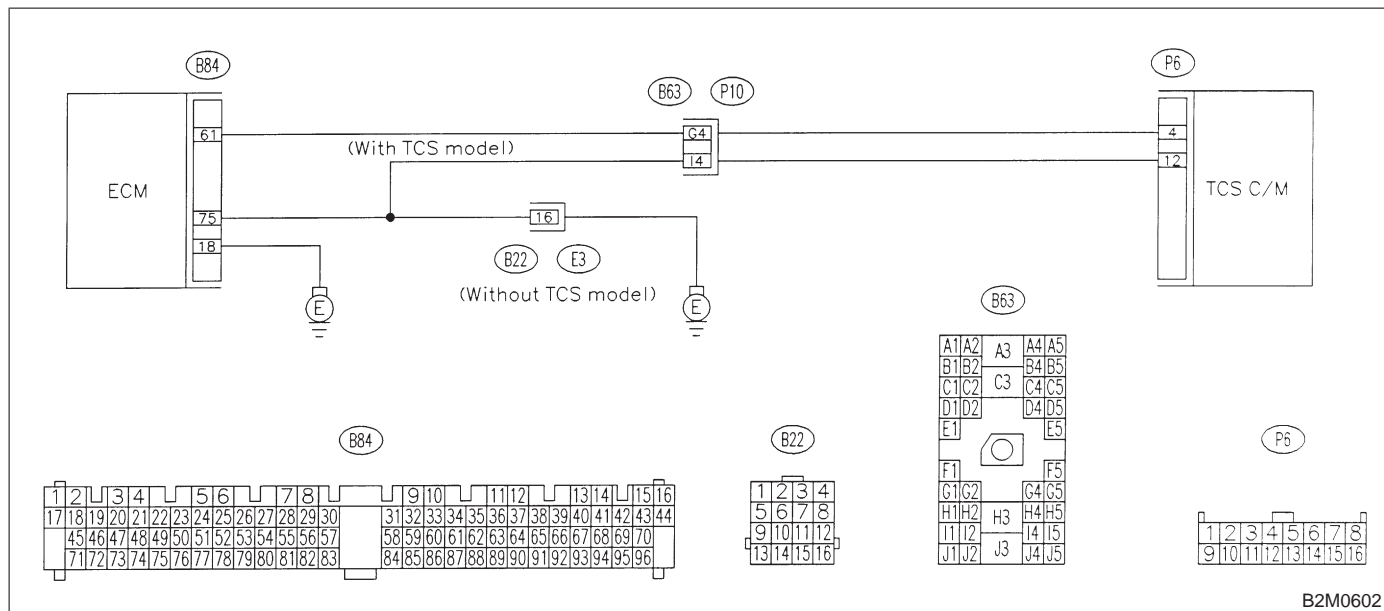 B84
P6
B63 P10
61 G4 4
(With TCS model)
I4 12
ECM
TCS C/M
75 16
18
B22 E3
(Without TCS model)
E E
B63
A1 A2 A3 A4 A5
B1 B2 B4 B5
C1 C2 C3 C4 C5
D1 D2 D4 D5
E1 E5
F1 F5
G1 G2 G4 G5
H1 H2 H3 H4 H5
I1 I2 I4 I5
J1 J2 J3 J4 J5
B84
1 2 3 4 5 6 7 8 9 10 11 12 13 14 15 16
17 18 19 20 21 22 23 24 25 26 27 28 29 30 31 32 33 34 35 36 37 38 39 40 41 42 43 44
45 46 47 48 49 50 51 52 53 54 55 56 57 58 59 60 61 62 63 64 65 66 67 68 69 70
71 72 73 74 75 76 77 78 79 80 81 82 83 84 85 86 87 88 89 90 91 92 93 94 95 96
B22
1 2 3 4
5 6 7 8
9 10 11 12
13 14 15 16
P6
1 2 3 4 5 6 7 8
9 10 11 12 13 14 15 16
B2M0602